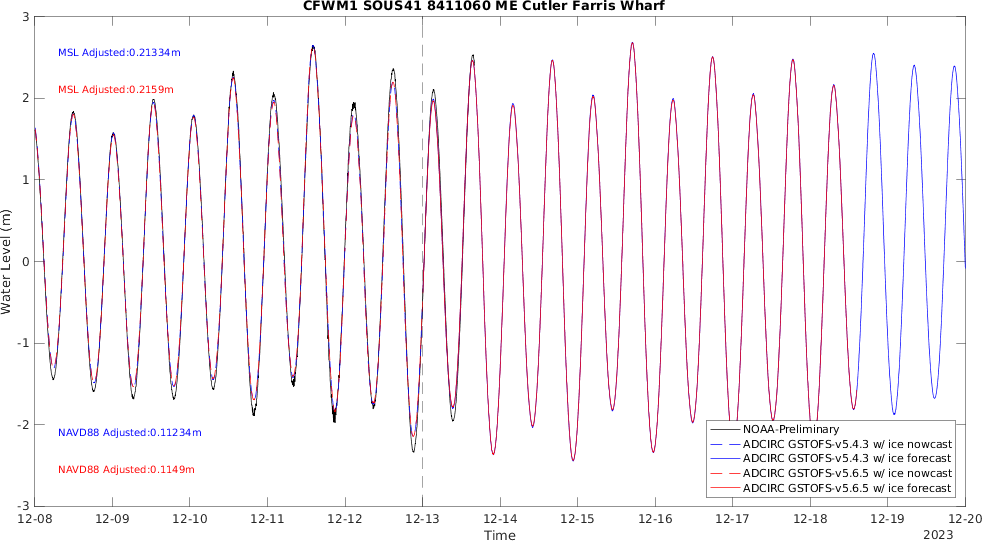 CFWM1 SOUS41 8411060 ME Cutler Farris Wharf
3
2
1
0
-1
-2
-3
Water Level (m)
MSL Adjusted:0.21334m
MSL Adjusted:0.2159m
NAVD88 Adjusted:0.11234m
NAVD88 Adjusted:0.1149m
NOAA-Preliminary
ADCIRC GSTOFS-v5.4.3 w/ ice nowcast
ADCIRC GSTOFS-v5.4.3 w/ ice forecast
ADCIRC GSTOFS-v5.6.5 w/ ice nowcast
ADCIRC GSTOFS-v5.6.5 w/ ice forecast
12-08 12-09 12-10 12-11 12-12 12-13 12-14 12-15 12-16 12-17 12-18 12-19 12-20
Time
2023